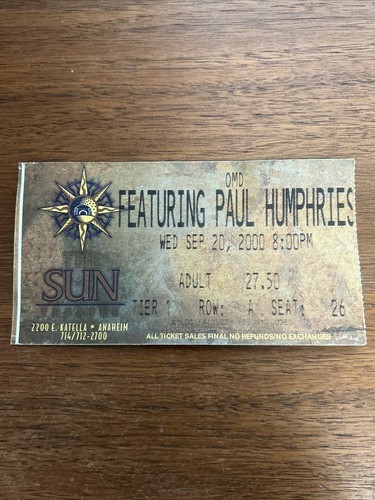 OMD
FEATURING PAUL HUMPHRIES
WED SEP 20, 2000 8:00PM
THE
SUN
THEATRE
ADULT 27.50
TIER 1 ROW: A SEAT: 26
2200 E. KATELLA * ANAHEIM
714/712-2700
ALL TICKET SALES FINAL NO REFUNDS/NO EXCHANGES